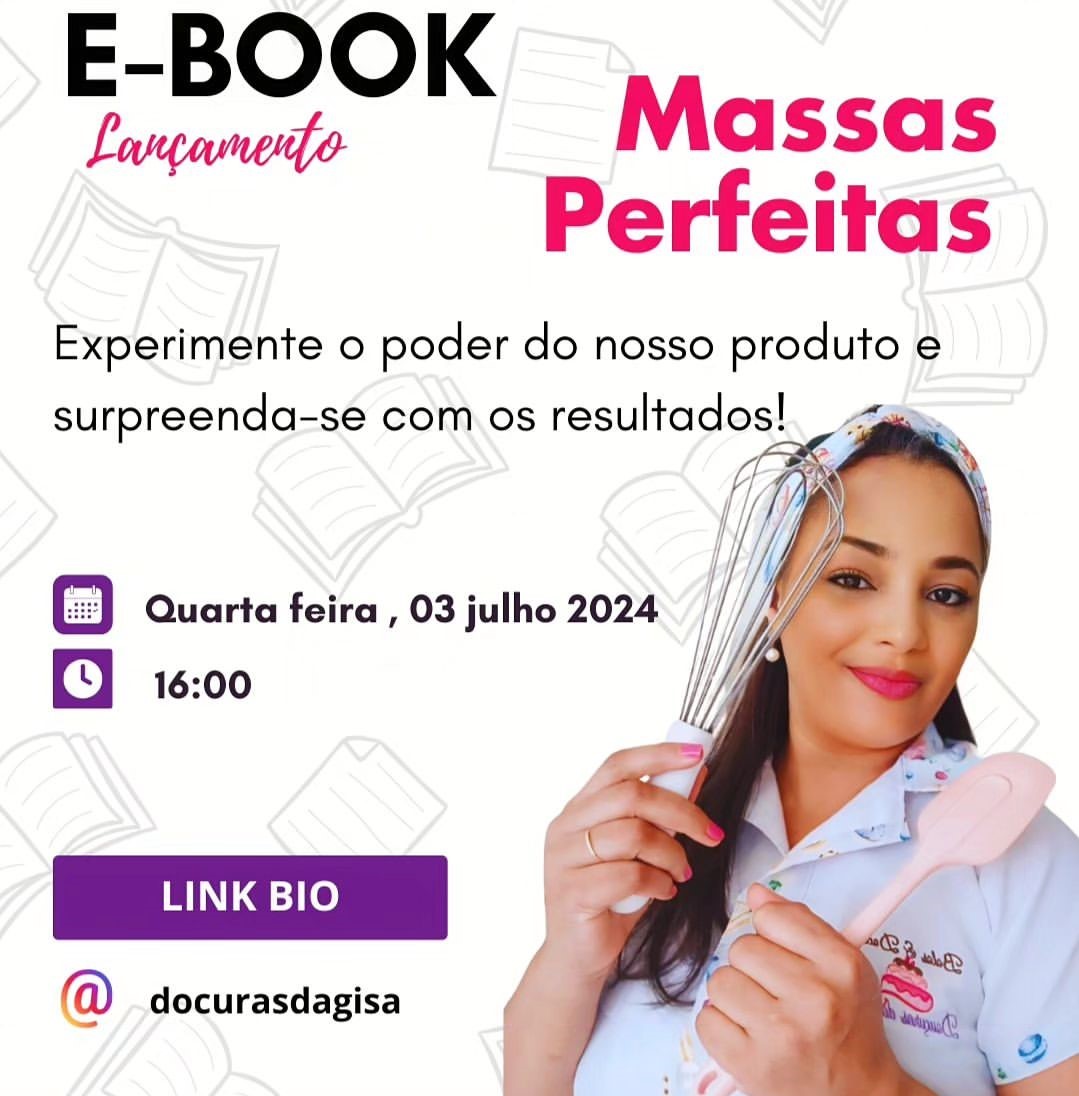 E-BOOK
Lançamento
Massas
Perfeitas
Experimente o poder do nosso produto e
surpreenda-se com os resultados!
Quarta feira , 03 julho 2024
16:00
LINK BIO
@ docurasdagisa
Bolos &